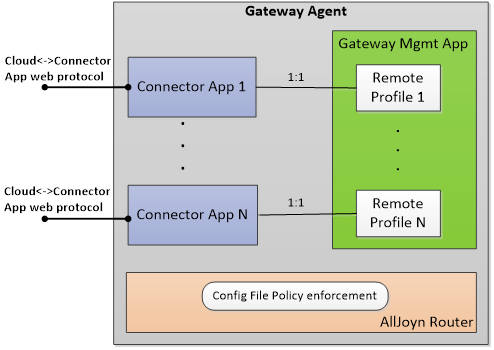 Gateway Agent
Cloud<->Connector
App web protocol
Connector App 1
1:1
Gateway Mgmt App
Remote
Profile 1
Cloud<->Connector
App web protocol
Connector App N
1:1
Remote
Profile N
Config File Policy enforcement
AllJoyn Router